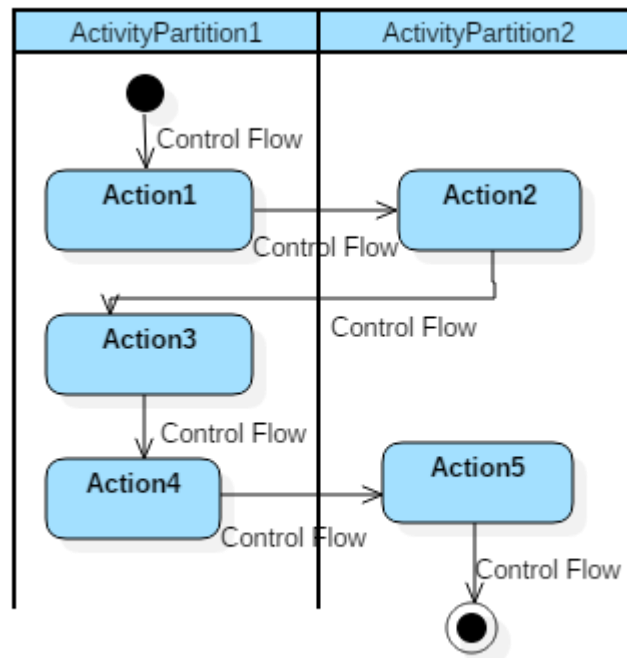 ActivityPartition1
ActivityPartition2
Control Flow
Action1
Action2
Control Flow
Control Flow
Action3
Control Flow
Action4
Action5
Control Flow
Control Flow